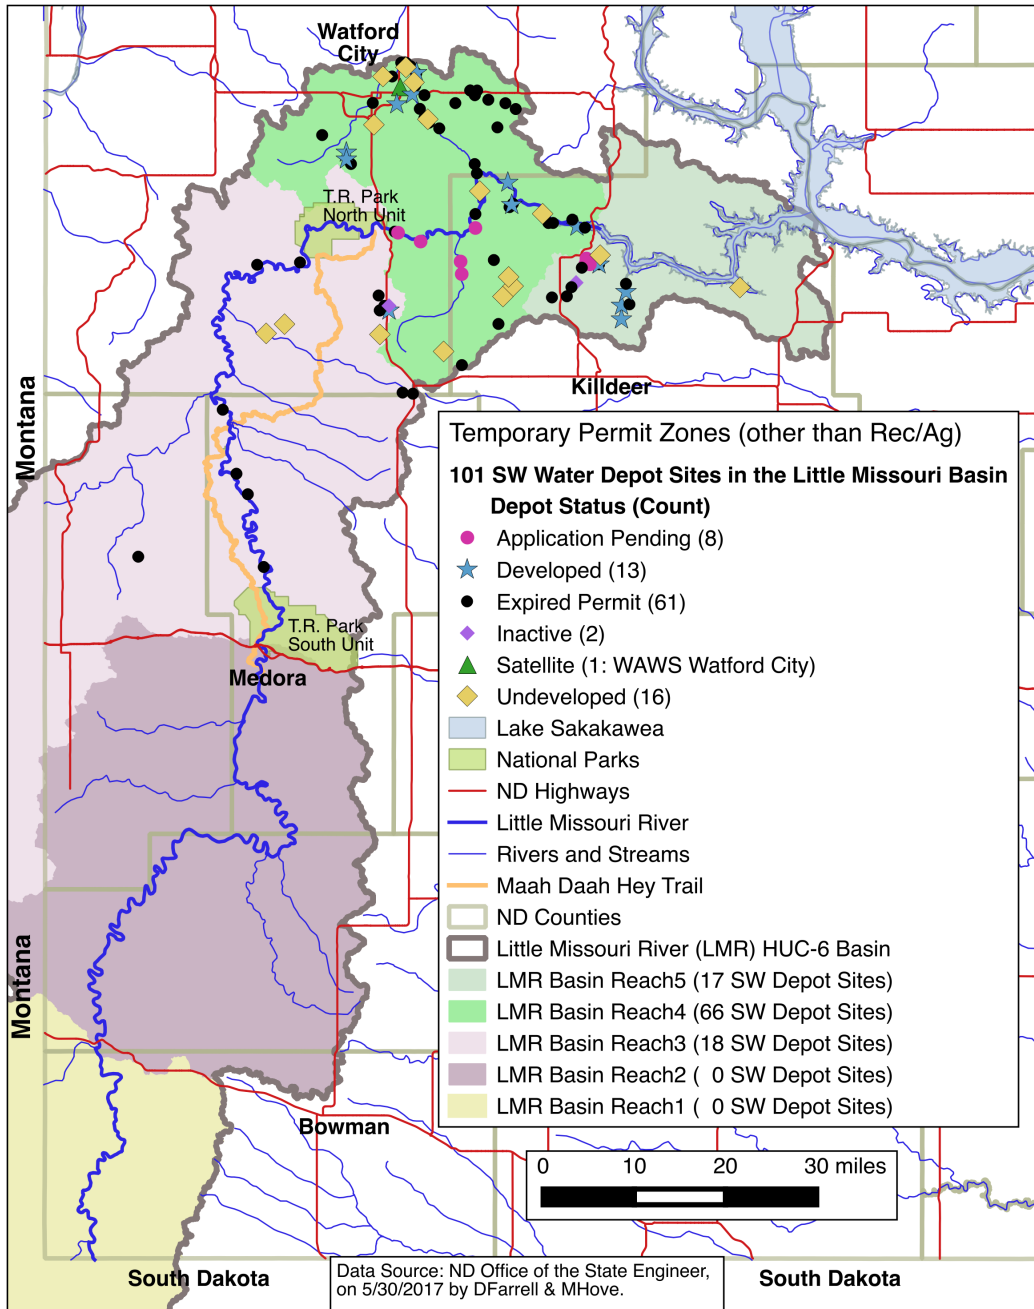 Watford
City
T.R. Park
North Unit
Montana
Killdeer
Temporary Permit Zones (other than Rec/Ag)
101 SW Water Depot Sites in the Little Missouri Basin
Depot Status (Count)
Application Pending (8)
Developed (13)
Expired Permit (61)
Inactive (2)
Satellite (1: WAWS Watford City)
Undeveloped (16)
Lake Sakakawea
National Parks
ND Highways
Little Missouri River
Rivers and Streams
Maah Daah Hey Trail
ND Counties
Little Missouri River (LMR) HUC-6 Basin
LMR Basin Reach5 (17 SW Depot Sites)
LMR Basin Reach4 (66 SW Depot Sites)
LMR Basin Reach3 (18 SW Depot Sites)
LMR Basin Reach2 (  0 SW Depot Sites)
LMR Basin Reach1 (  0 SW Depot Sites)
T.R. Park
South Unit
Medora
Montana
Bowman
0 10 20 30 miles
South Dakota
Data Source: ND Office of the State Engineer,
on 5/30/2017 by DFarrell & MHove.
South Dakota